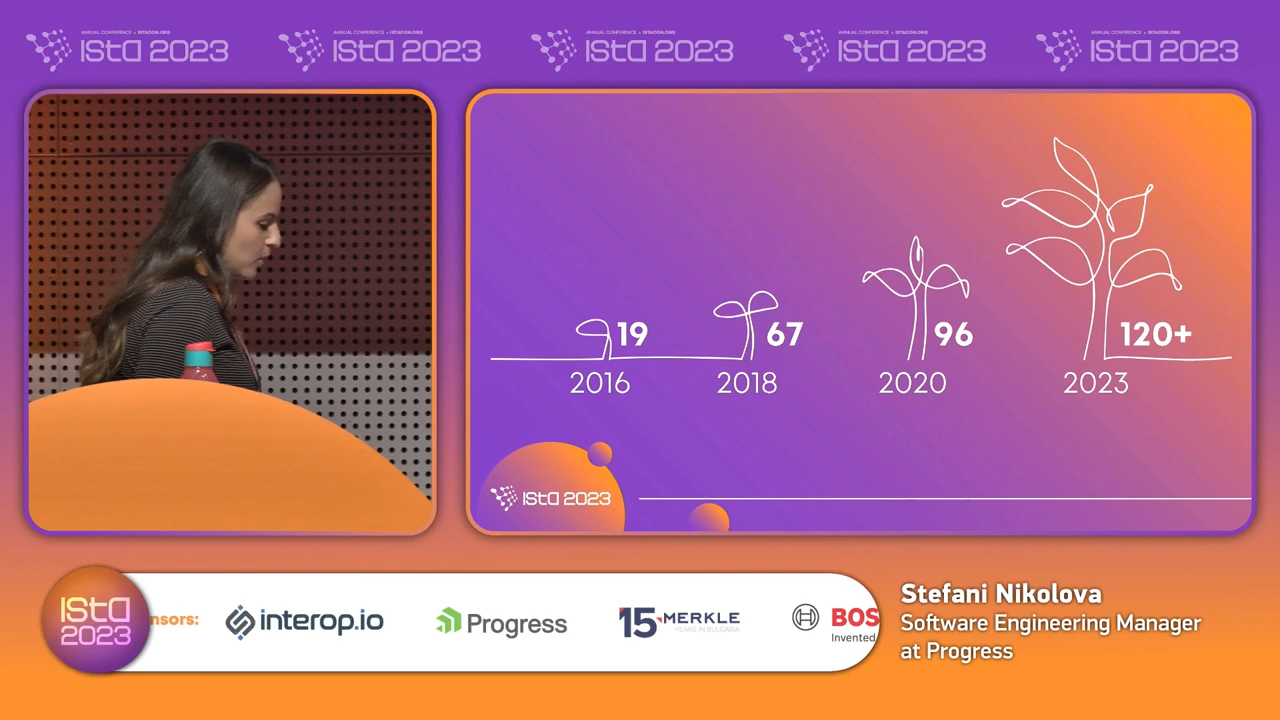 ANNUAL CONFERENCE • ISTACON.ORG
ISTA 2023
ANNUAL CONFERENCE • ISTACON.ORG
ISTA 2023
ANNUAL CONFERENCE • ISTACON.ORG
ISTA 2023
ANNUAL CONFERENCE • ISTACON.ORG
ISTA 2023
ANNUAL CONFERENCE • ISTACON.ORG
ISTA 2023
19 67 96 120+
2016 2018 2020 2023
ISTA 2023
ISTA
2023
nsors:
interop.io
Progress
15 MERKLE
YEARS IN BULGARIA
BOS
Invented
Stefani Nikolova
Software Engineering Manager
at Progress